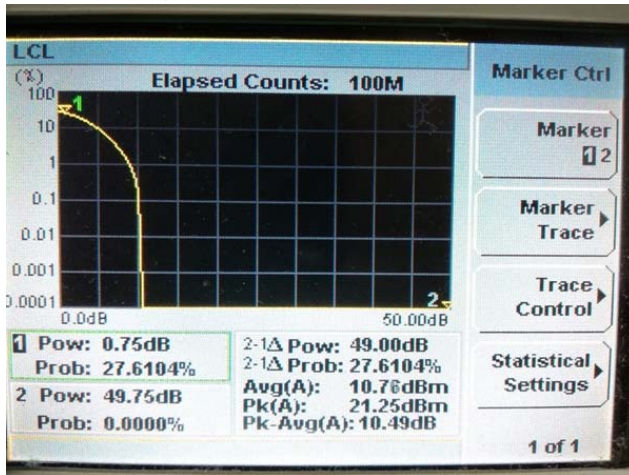 LCL
(%)
Elapsed Counts: 100M
100
1
10
1
0.1
0.01
0.001
0.0001
2
0.0dB
50.00dB
1 Pow: 0.75dB
Prob: 27.6104%
2 Pow: 49.75dB
Prob: 0.0000%
2-1Δ Pow: 49.00dB
2-1Δ Prob: 27.6104%
Avg(A): 10.76dBm
Pk(A): 21.25dBm
Pk-Avg(A): 10.49dB
Marker Ctrl
Marker
1 2
Marker
Trace
Trace
Control
Statistical
Settings
1 of 1